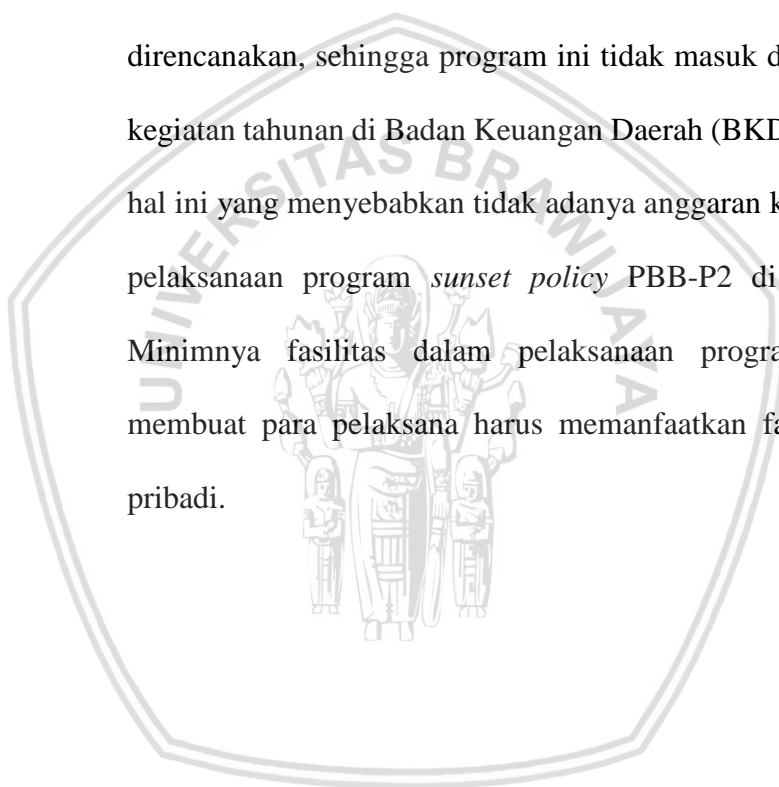 direncanakan, sehingga program ini tidak masuk d
kegiatan tahunan di Badan Keuangan Daerah (BKD
hal ini yang menyebabkan tidak adanya anggaran k
pelaksanaan program sunset policy PBB-P2 di
Minimnya fasilitas dalam pelaksanaan progra
membuat para pelaksana harus memanfaatkan fa
pribadi.
UNIVERSITAS BRAWIJAYA